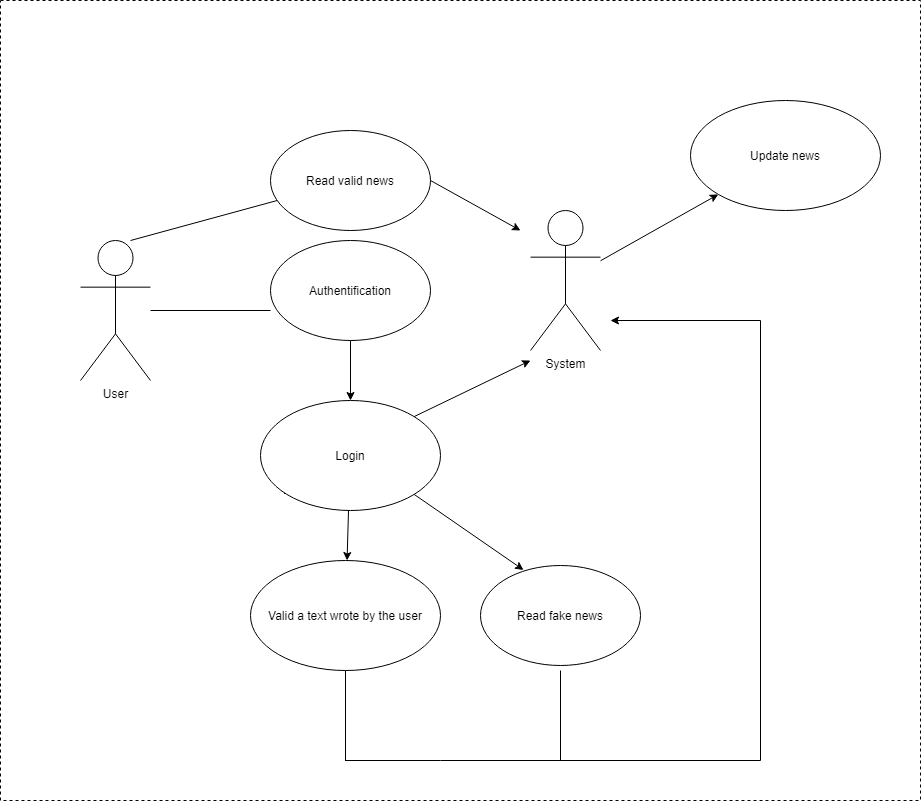 Update news
Read valid news
Authentification
System
User
Login
Valid a text wrote by the user
Read fake news